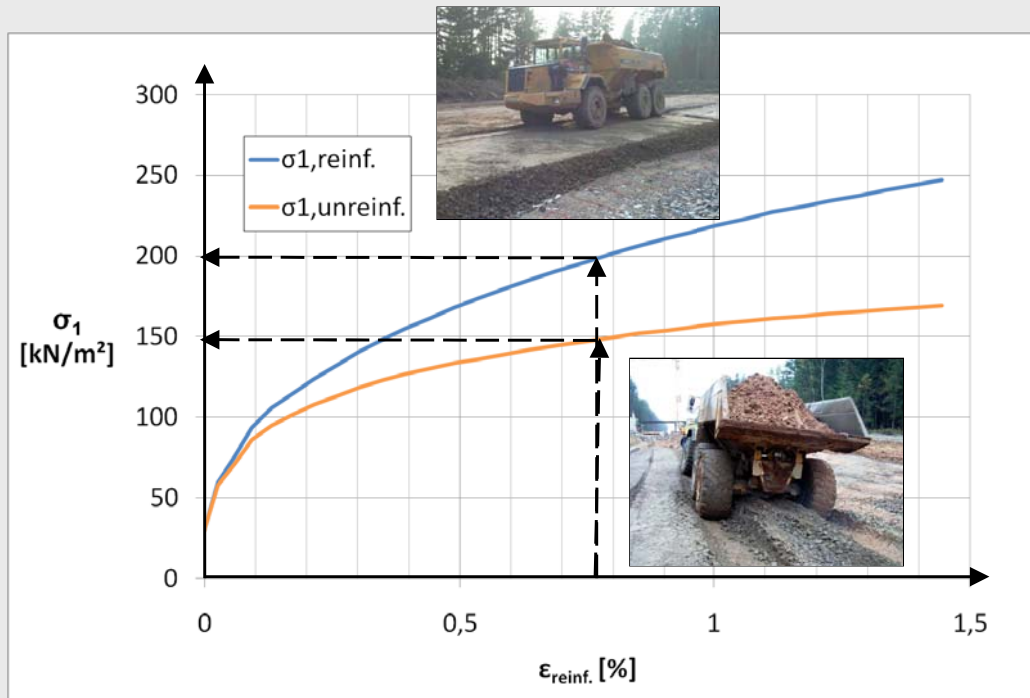 300
250
200
150
100
50
0
σ₁
[kN/m²]
σ1,reinf.
σ1,unreinf.
0 0,5 1 1,5
εreinf. [%]